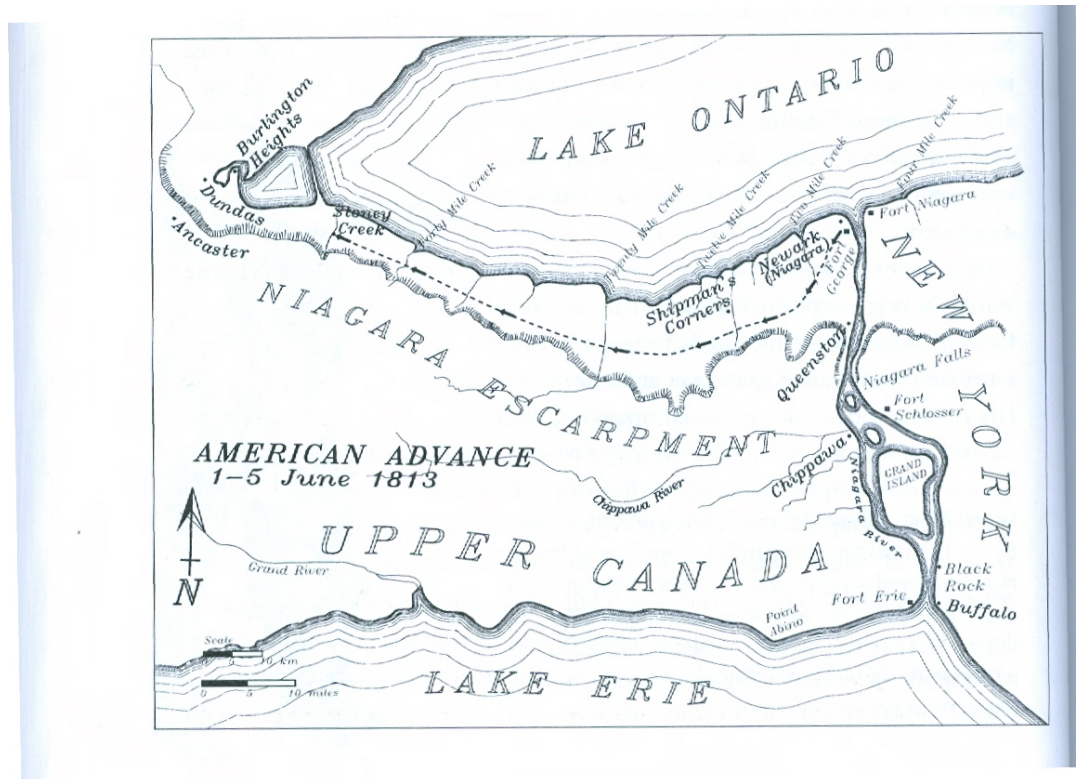 LAKE ONTARIO
Burlington
Heights
Dundas
Ancaster
Stoney
Creek
Forty Mile Creek
Twenty Mile Creek
Twelve Mile Creek
Two Mile Creek
Four Mile Creek
Fort Niagara
Newark
(Niagara)
Fort
George
Shipman's
Corners
NEW YORK
NIAGARA ESCARPMENT
Queenston
Niagara Falls
Fort
Schlosser
AMERICAN ADVANCE
1-5 June 1813
Chippawa River
Chippawa
GRAND
ISLAND
Niagara River
UPPER CANADA
Grand River
N
Black
Rock
Fort Erie
Buffalo
Point
Abino
Scale
0 5 10 km
0 5 10 miles
LAKE ERIE